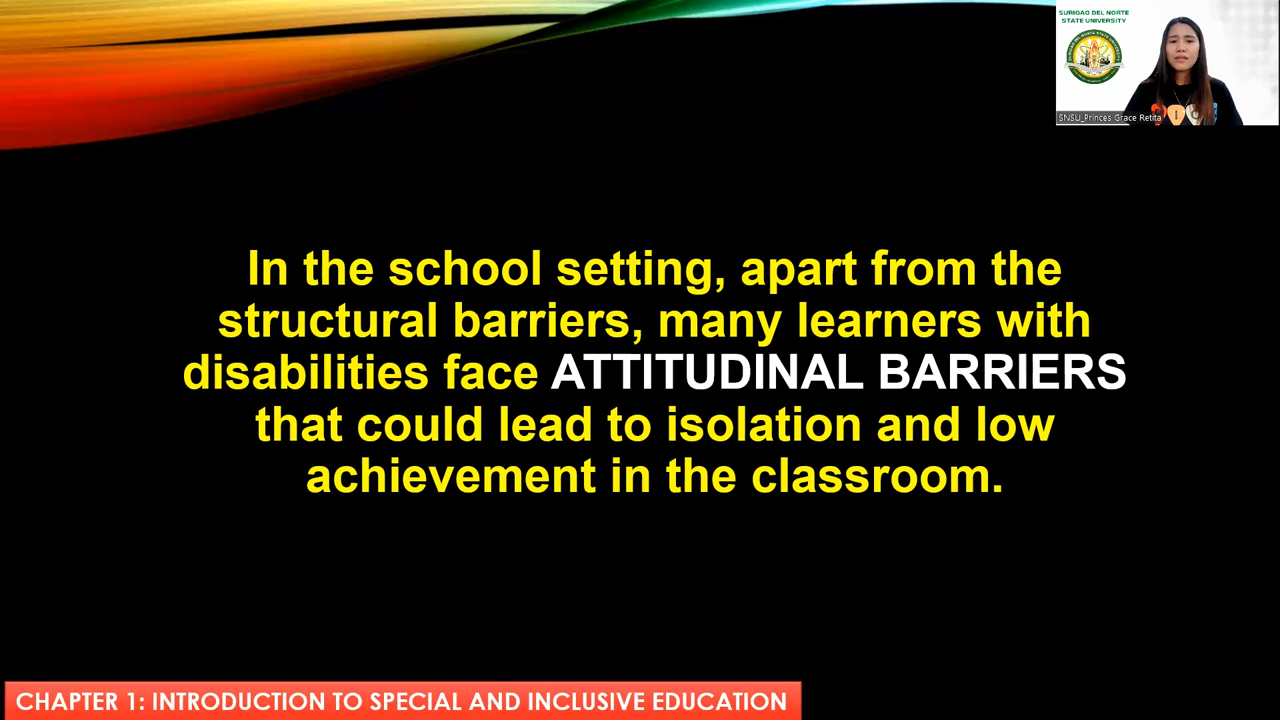 SURIGAO DEL NORTE
STATE UNIVERSITY
SNSU_Princes Grace Retita
In the school setting, apart from the
structural barriers, many learners with
disabilities face ATTITUDINAL BARRIERS
that could lead to isolation and low
achievement in the classroom.
CHAPTER 1: INTRODUCTION TO SPECIAL AND INCLUSIVE EDUCATION